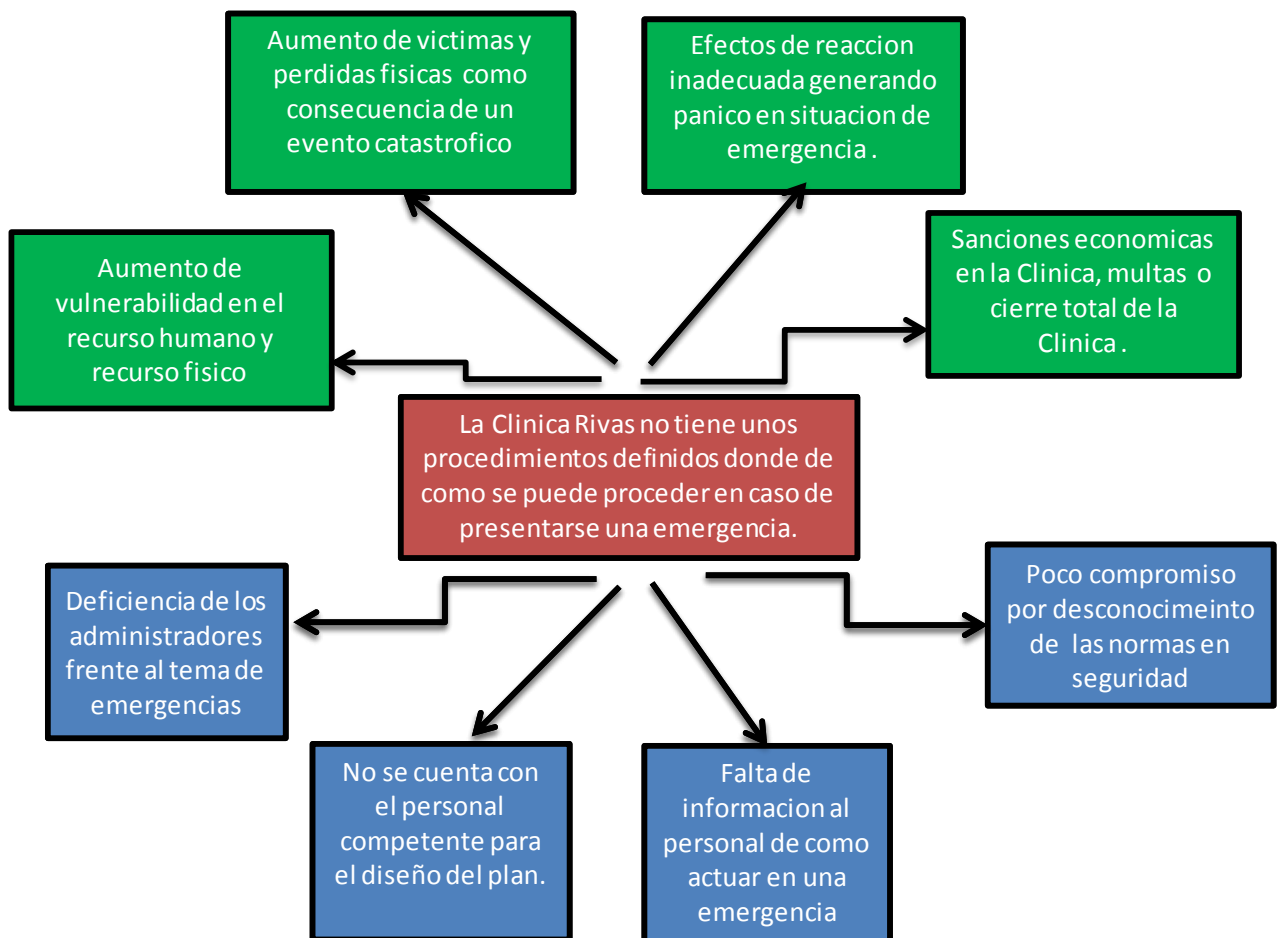 Aumento de victimas y
perdidas fisicas como
consecuencia de un
evento catastrofico
Efectos de reaccion
inadecuada generando
panico en situacion de
emergencia .
Aumento de
vulnerabilidad en el
recurso humano y
recurso fisico
Sanciones economicas
en la Clinica, multas o
cierre total de la
Clinica .
La Clinica Rivas no tiene unos
procedimientos definidos donde de
como se puede proceder en caso de
presentarse una emergencia.
Deficiencia de los
administradores
frente al tema de
emergencias
No se cuenta con
el personal
competente para
el diseño del plan.
Falta de
informacion al
personal de como
actuar en una
emergencia
Poco compromiso
por desconocimeinto
de las normas en
seguridad